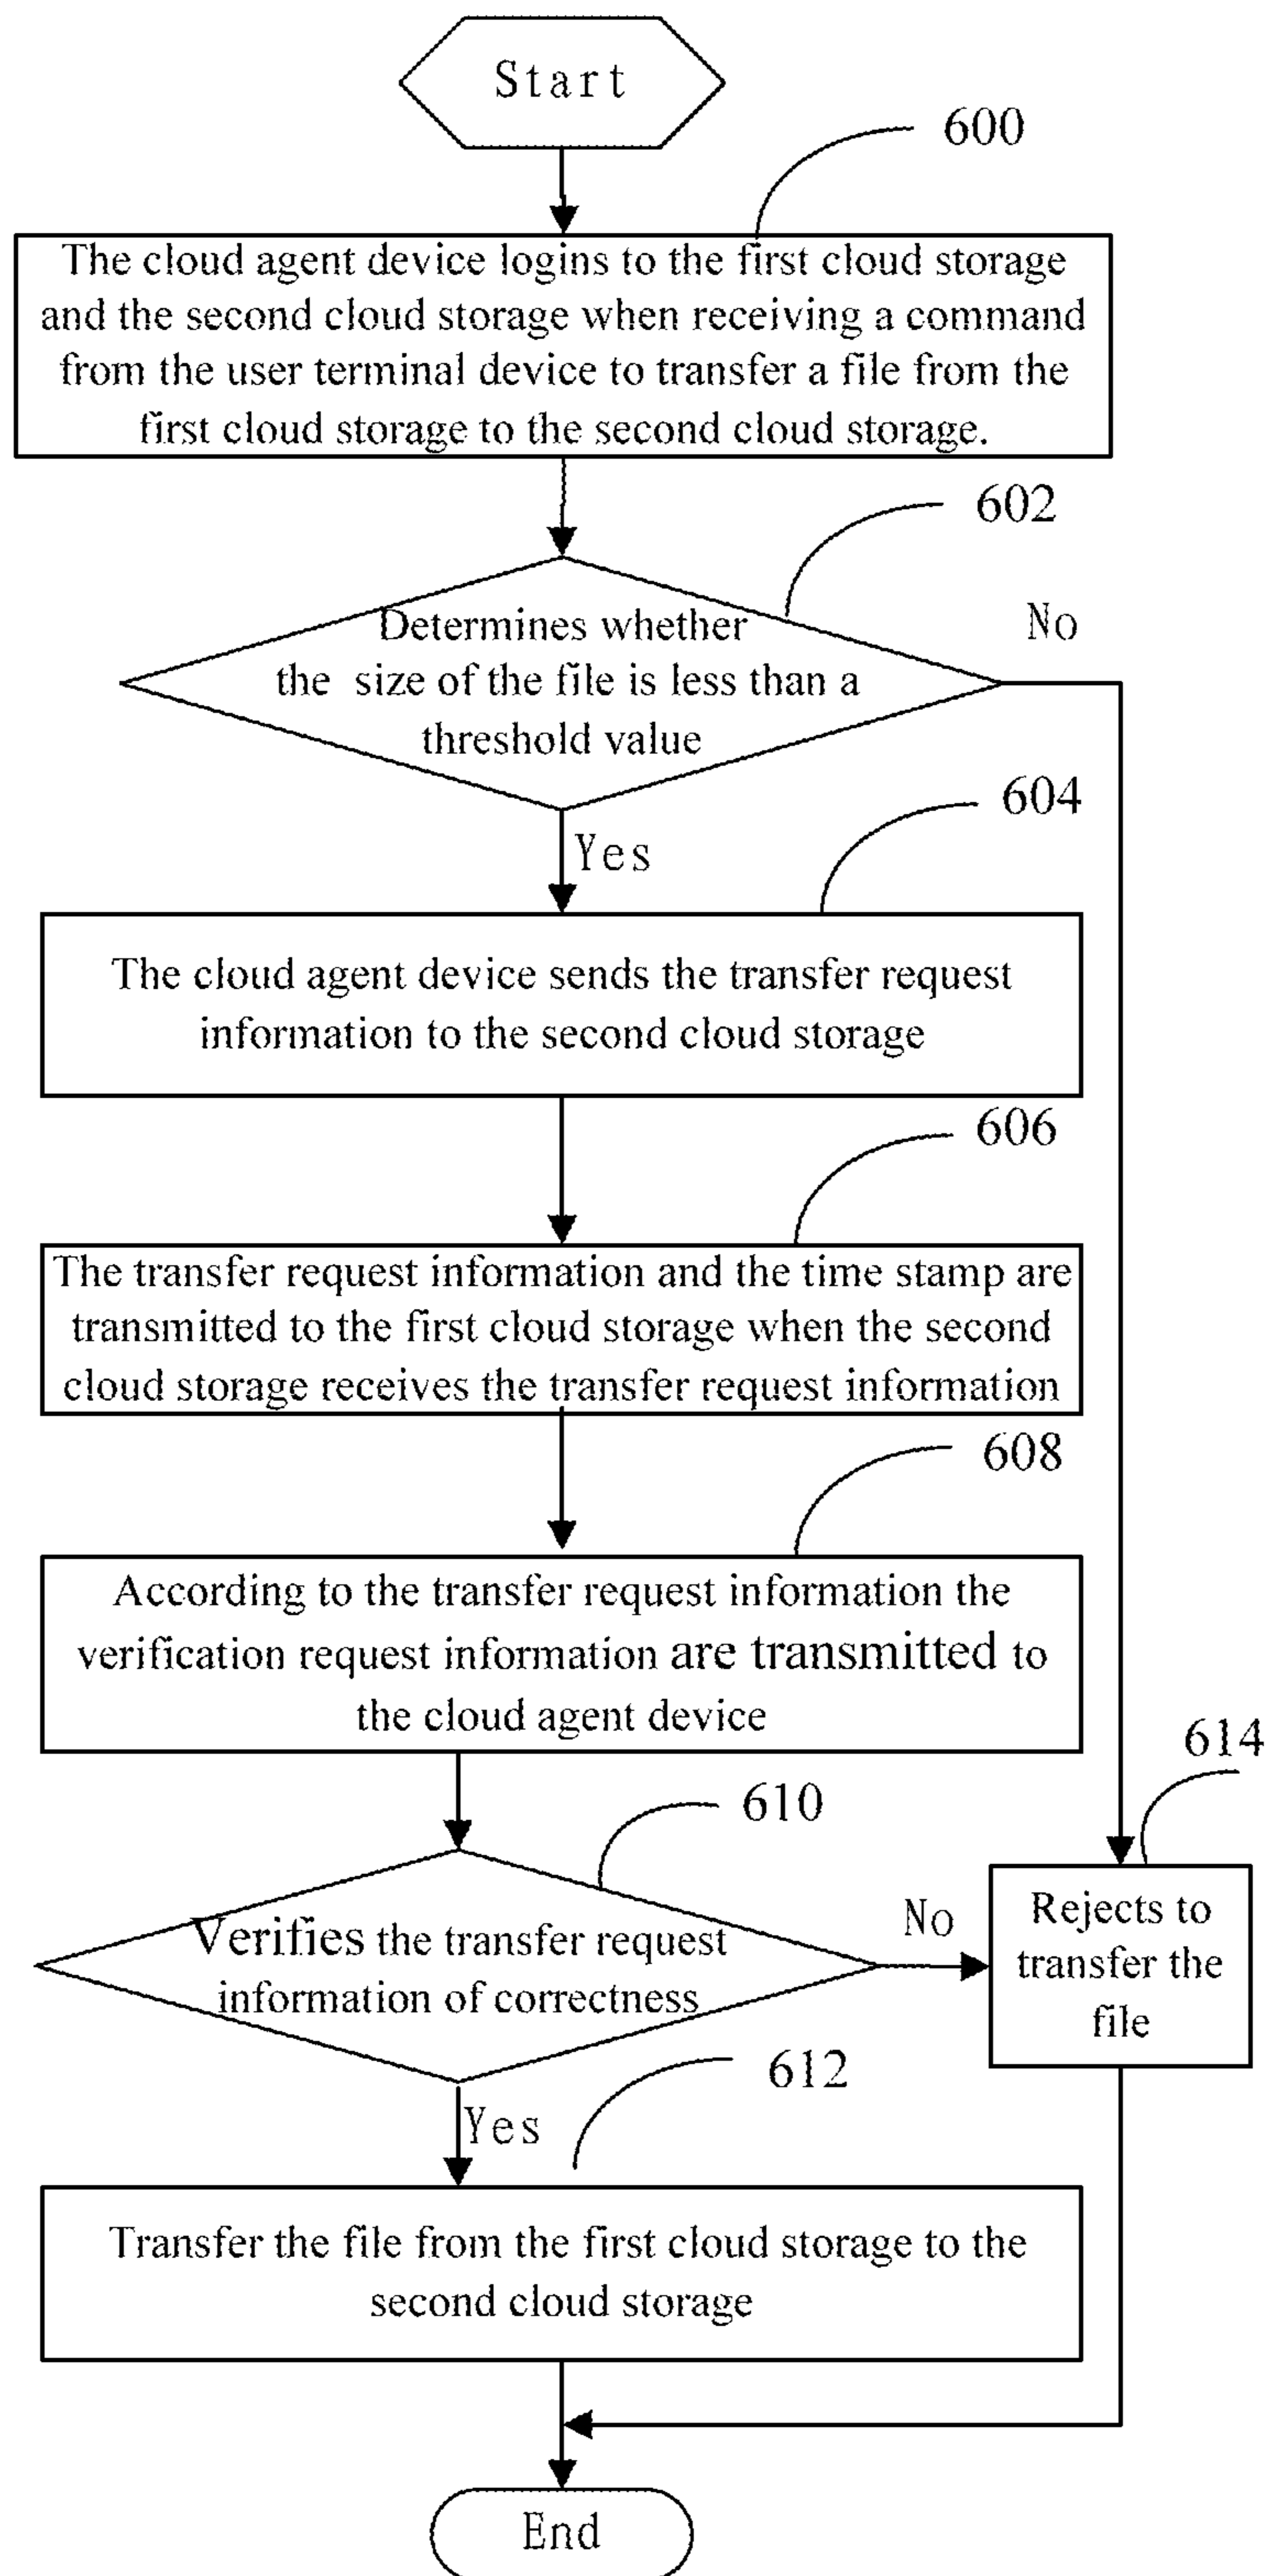 Start
600
The cloud agent device logins to the first cloud storage
and the second cloud storage when receiving a command
from the user terminal device to transfer a file from the
first cloud storage to the second cloud storage.
602
Determines whether
the size of the file is less than a
threshold value
No
Yes
604
The cloud agent device sends the transfer request
information to the second cloud storage
606
The transfer request information and the time stamp are
transmitted to the first cloud storage when the second
cloud storage receives the transfer request information
608
According to the transfer request information the
verification request information are transmitted to
the cloud agent device
610
Verifies the transfer request
information of correctness
No
614
Rejects to
transfer the
file
Yes
612
Transfer the file from the first cloud storage to the
second cloud storage
End